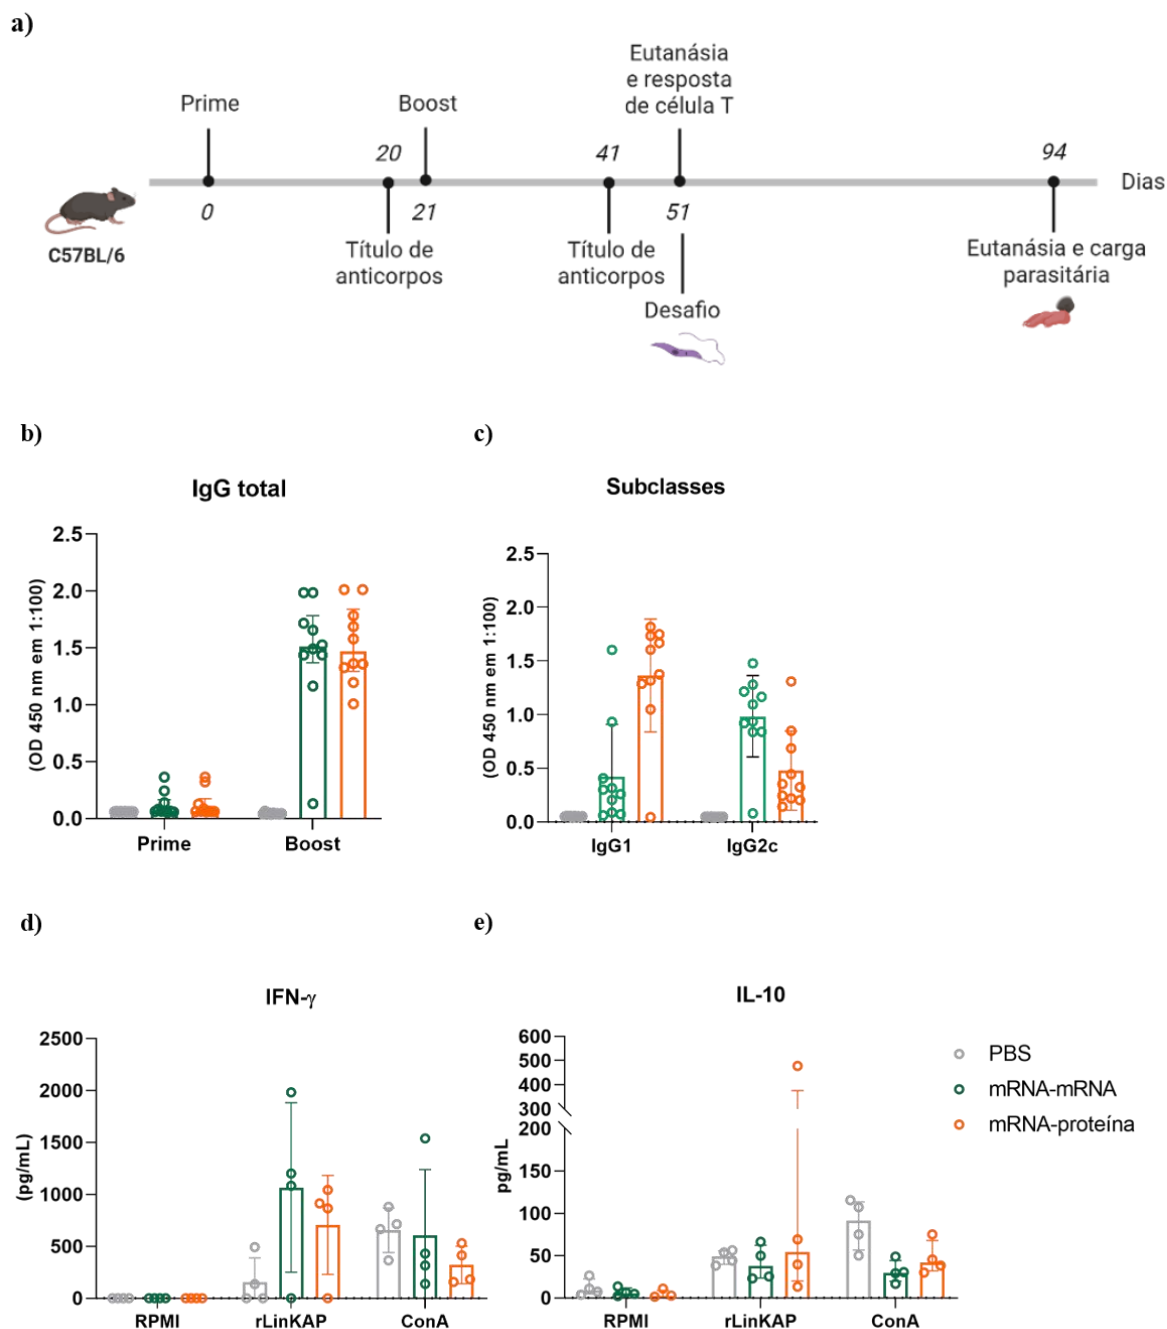 a)
Eutanásia
e resposta
de célula T
Prime
Boost
20
41
94
Dias
0
21
51
C57BL/6
Título de
anticorpos
Título de
anticorpos
Desafio
Eutanásia e carga
parasitária
b)
IgG total
(OD 450 nm em 1:100)
2.5
2.0
1.5
1.0
0.5
0.0
Prime
Boost
c)
Subclasses
(OD 450 nm em 1:100)
2.5
2.0
1.5
1.0
0.5
0.0
IgG1
IgG2c
d)
IFN-γ
(pg/mL)
2500
2000
1500
1000
500
0
RPMI
rLinKAP
ConA
e)
IL-10
pg/mL
600
500
400
300
200
150
100
50
0
RPMI
rLinKAP
ConA
PBS
mRNA-mRNA
mRNA-proteína